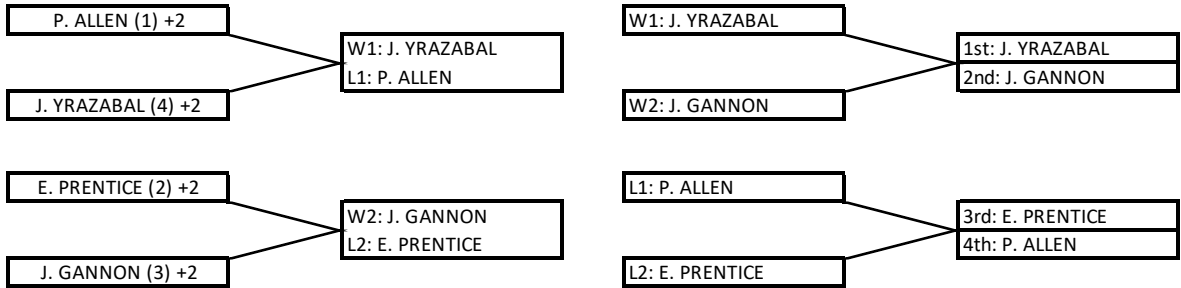 P. ALLEN (1) +2
W1: J. YRAZABAL
L1: P. ALLEN
J. YRAZABAL (4) +2
E. PRENTICE (2) +2
W2: J. GANNON
L2: E. PRENTICE
J. GANNON (3) +2
W1: J. YRAZABAL
1st: J. YRAZABAL
2nd: J. GANNON
W2: J. GANNON
L1: P. ALLEN
3rd: E. PRENTICE
4th: P. ALLEN
L2: E. PRENTICE